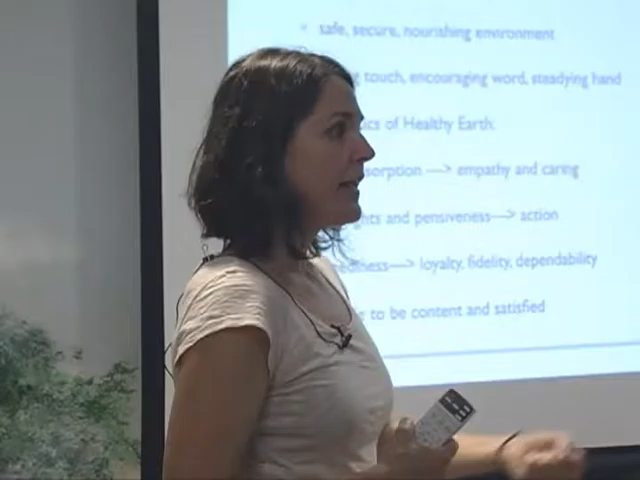 safe, secure, nourishing environment
touch, encouraging word, steadying hand
of Healthy Earth:
sorption —> empathy and caring
and pensiveness—> action
—> loyalty, fidelity, dependability
to be content and satisfied